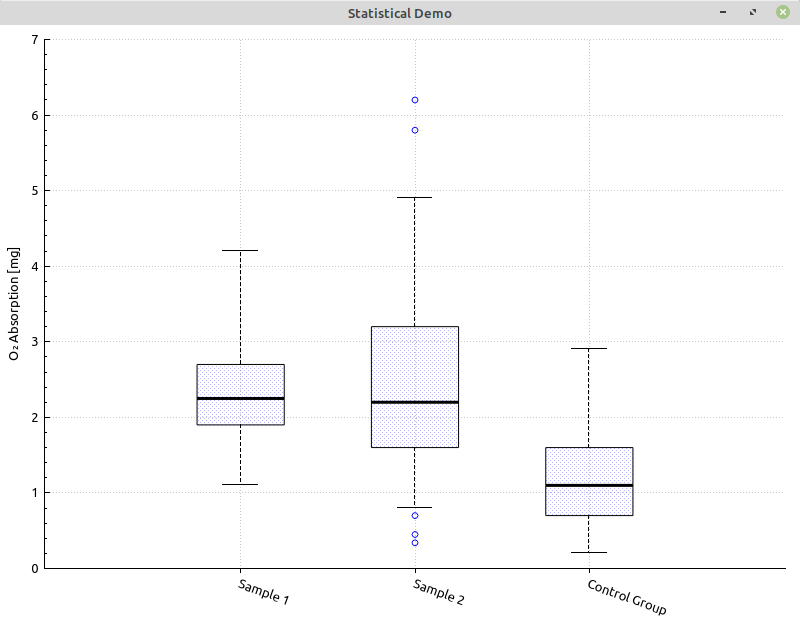 Statistical Demo
7
6
5
4
3
2
1
0
O₂ Absorption [mg]
Sample 1
Sample 2
Control Group